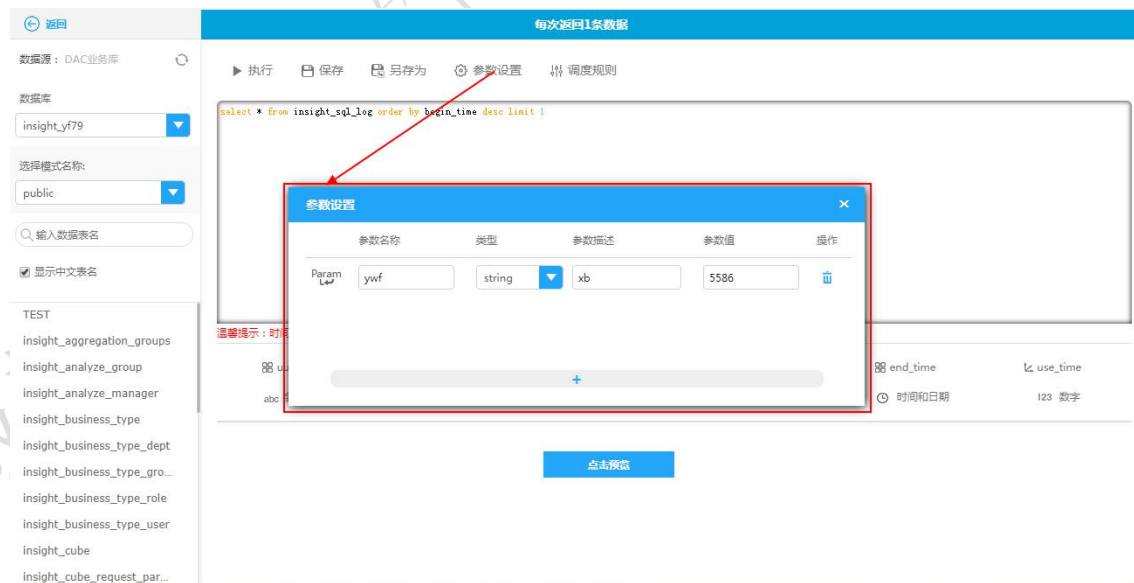 返回
每次返回1条数据
数据源： DAC业务库
执行 保存 另存为 参数设置 调度规则
数据库
insight_yf79
select * from insight_sql_log order by begin_time desc limit 1
选择模式名称:
public
输入数据表名
显示中文表名
参数设置 ×
参数名称 类型 参数描述 参数值 操作
Param ywf string xb 5586
+
TEST
insight_aggregation_groups
insight_analyze_group
insight_analyze_manager
insight_business_type
insight_business_type_dept
insight_business_type_gro...
insight_business_type_role
insight_business_type_user
insight_cube
insight_cube_request_par...
温馨提示：时
end_time use_time
abc 时间和日期 123 数字
点击预览